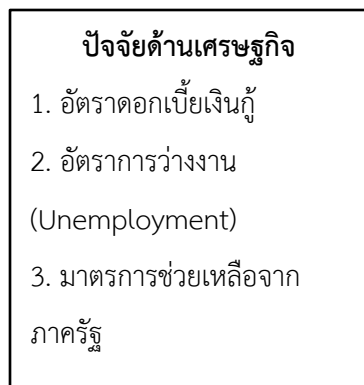 ปัจจัยด้านเศรษฐกิจ
1. อัตราดอกเบี้ยเงินกู้
2. อัตราการว่างงาน
(Unemployment)
3. มาตรการช่วยเหลือจาก
ภาครัฐ